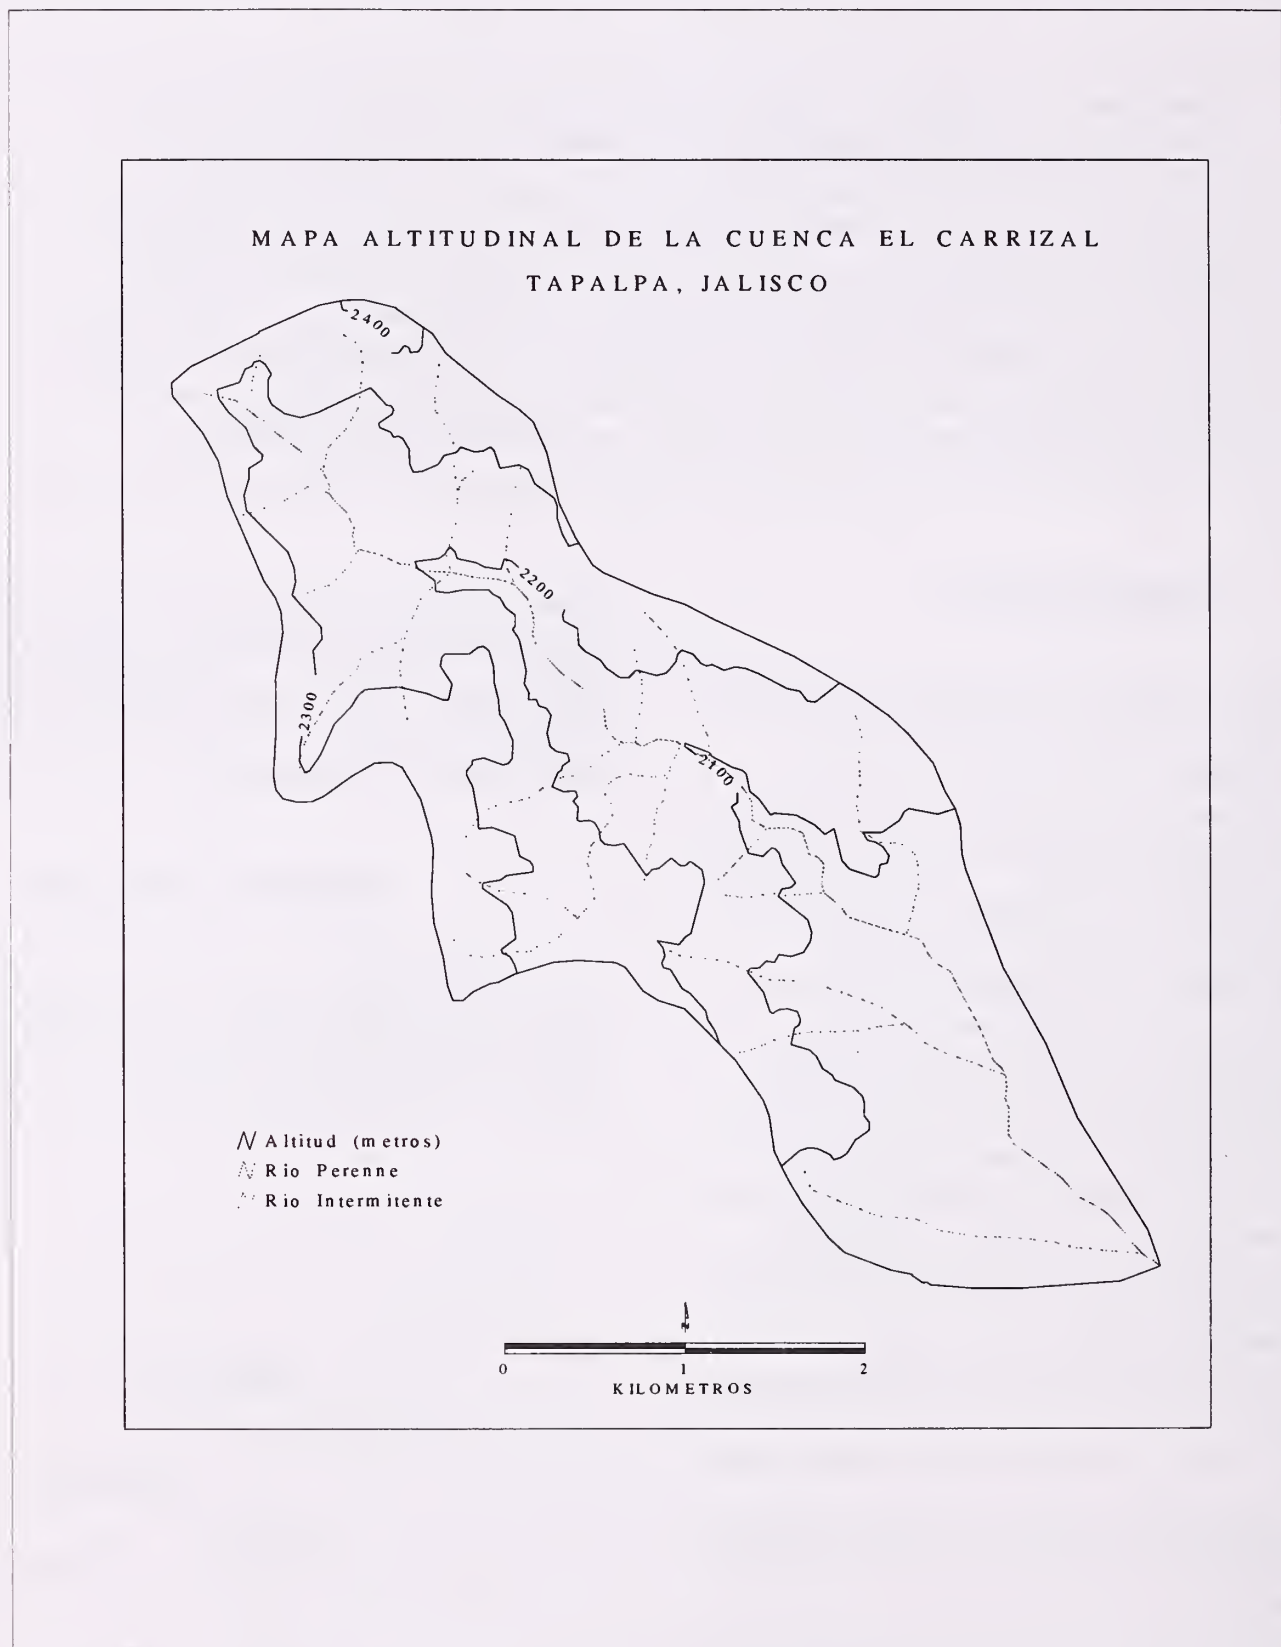 MAPA ALTITUDINAL DE LA CUENCA EL CARRIZAL
TAPALPA, JALISCO
2400
2200
2300
2100
Altitud (metros)
Rio Perenne
Rio Intermitente
N
0 1 2
KILOMETROS